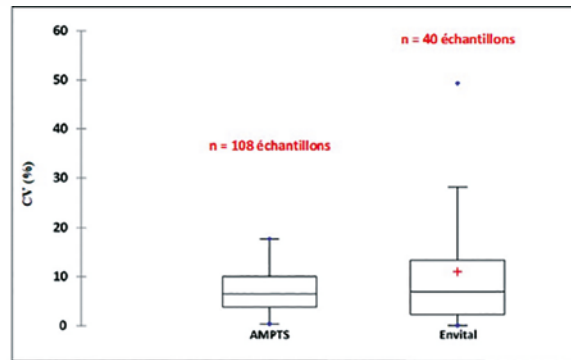 60
n = 40 échantillons
50
40
n = 108 échantillons
CV (%)
30
20
10
0
AMPTS
Envital